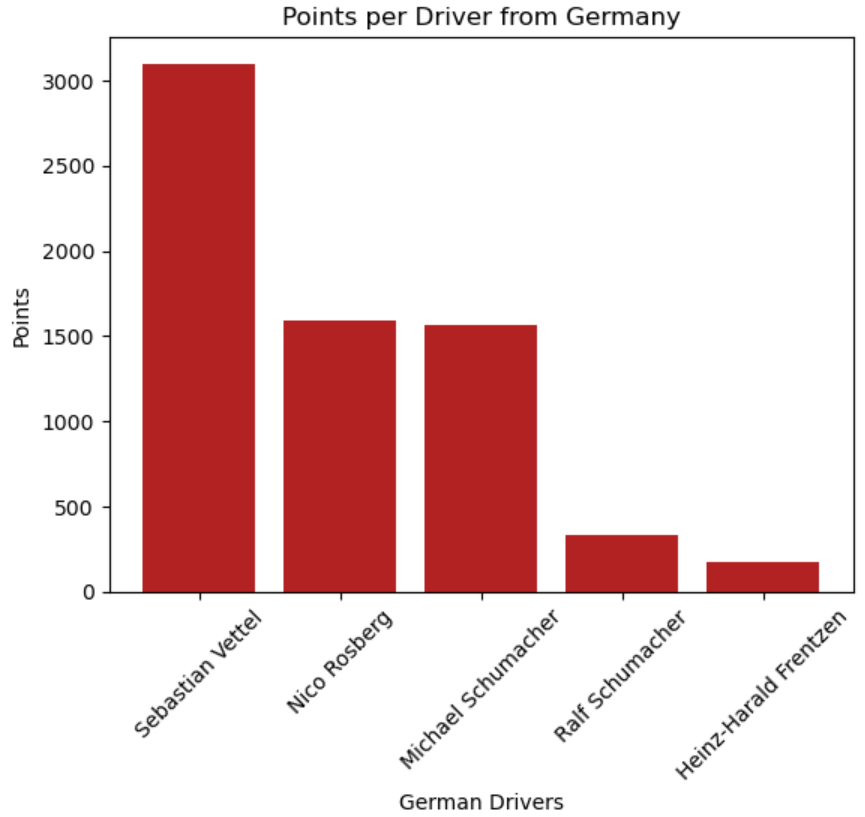 Points per Driver from Germany
Points
3000
2500
2000
1500
1000
500
0
Sebastian Vettel
Nico Rosberg
Michael Schumacher
Ralf Schumacher
Heinz-Harald Frentzen
German Drivers